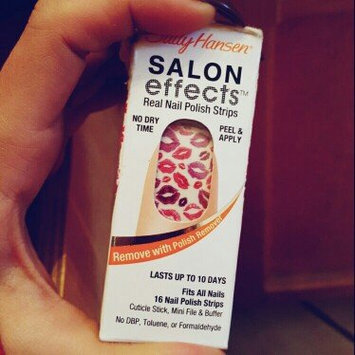 Sally Hansen
SALON
effects™
Real Nail Polish Strips
NO DRY
TIME
PEEL &
APPLY
Remove with Polish Remover
LASTS UP TO 10 DAYS
Fits All Nails
16 Nail Polish Strips
Cuticle Stick, Mini File & Buffer
No DBP, Toluene, or Formaldehyde